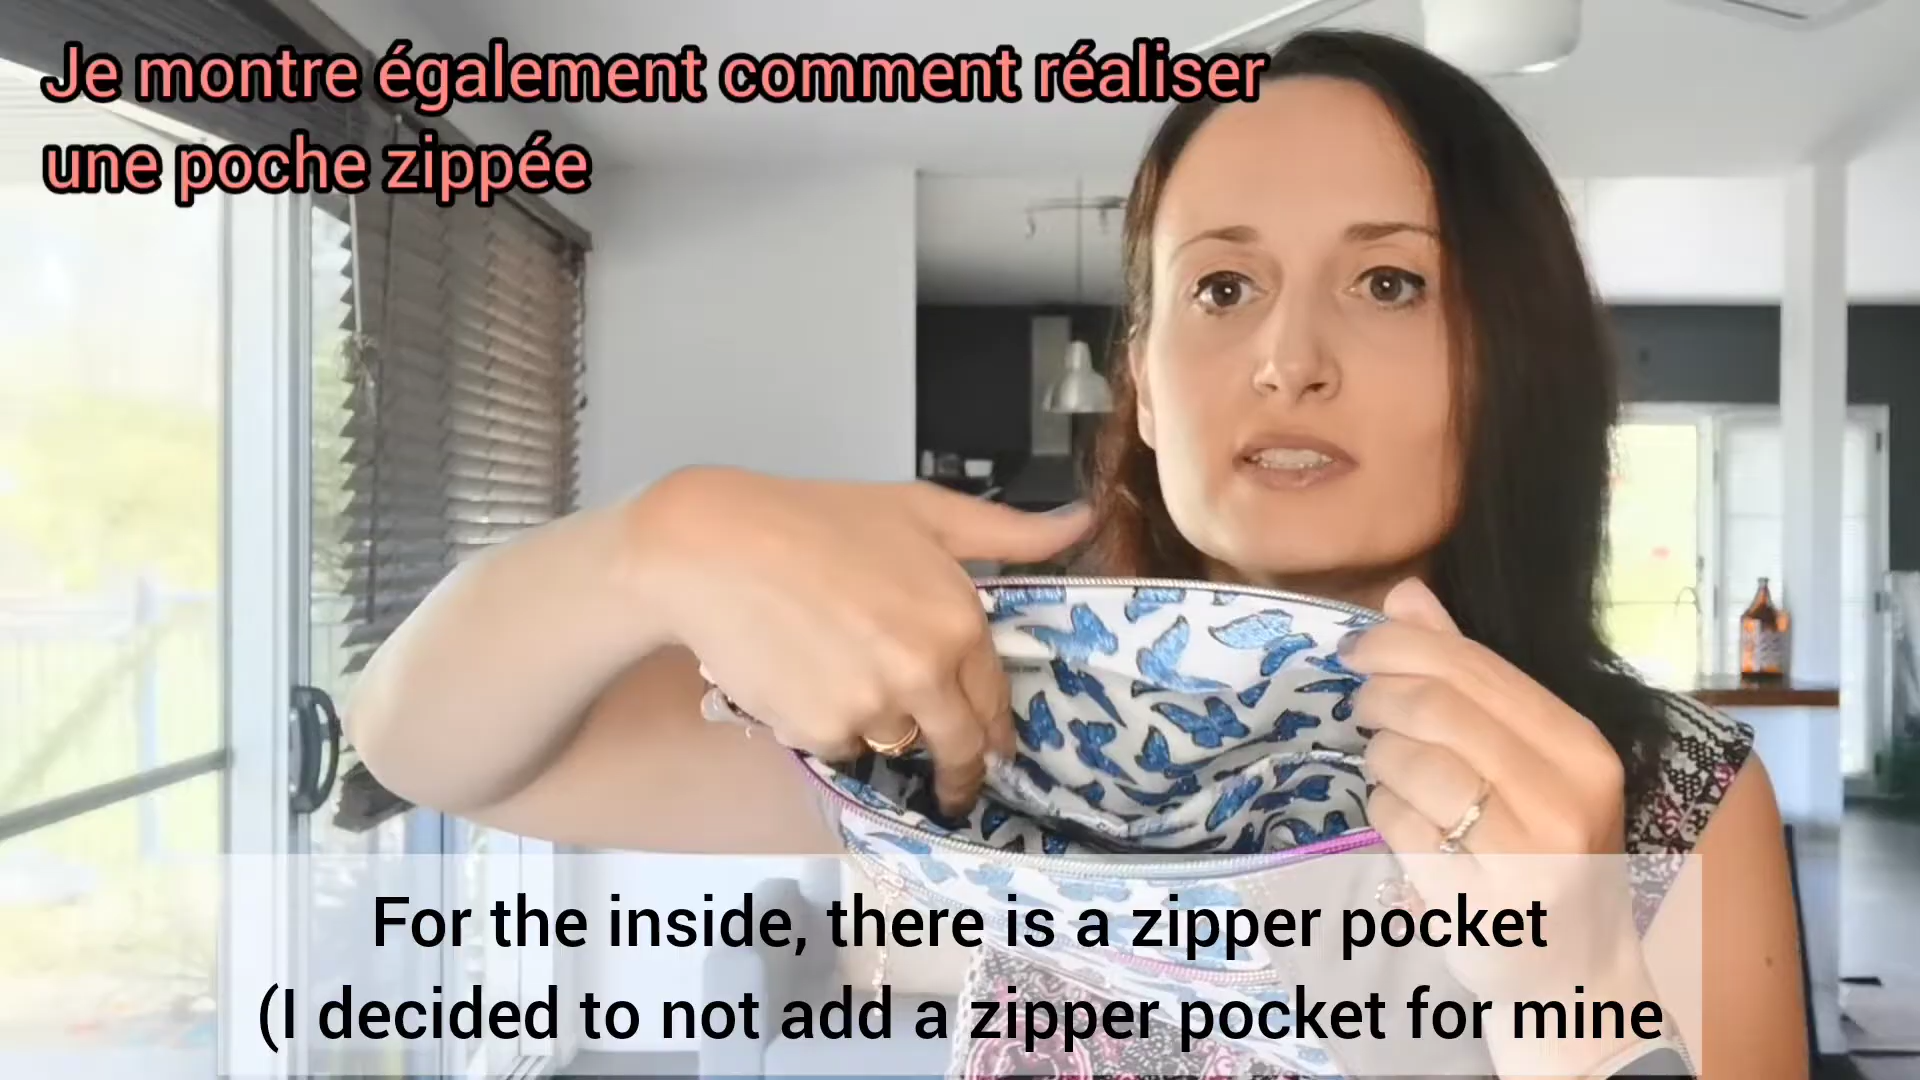 Je montre également comment réaliser
une poche zippée
For the inside, there is a zipper pocket
(I decided to not add a zipper pocket for mine